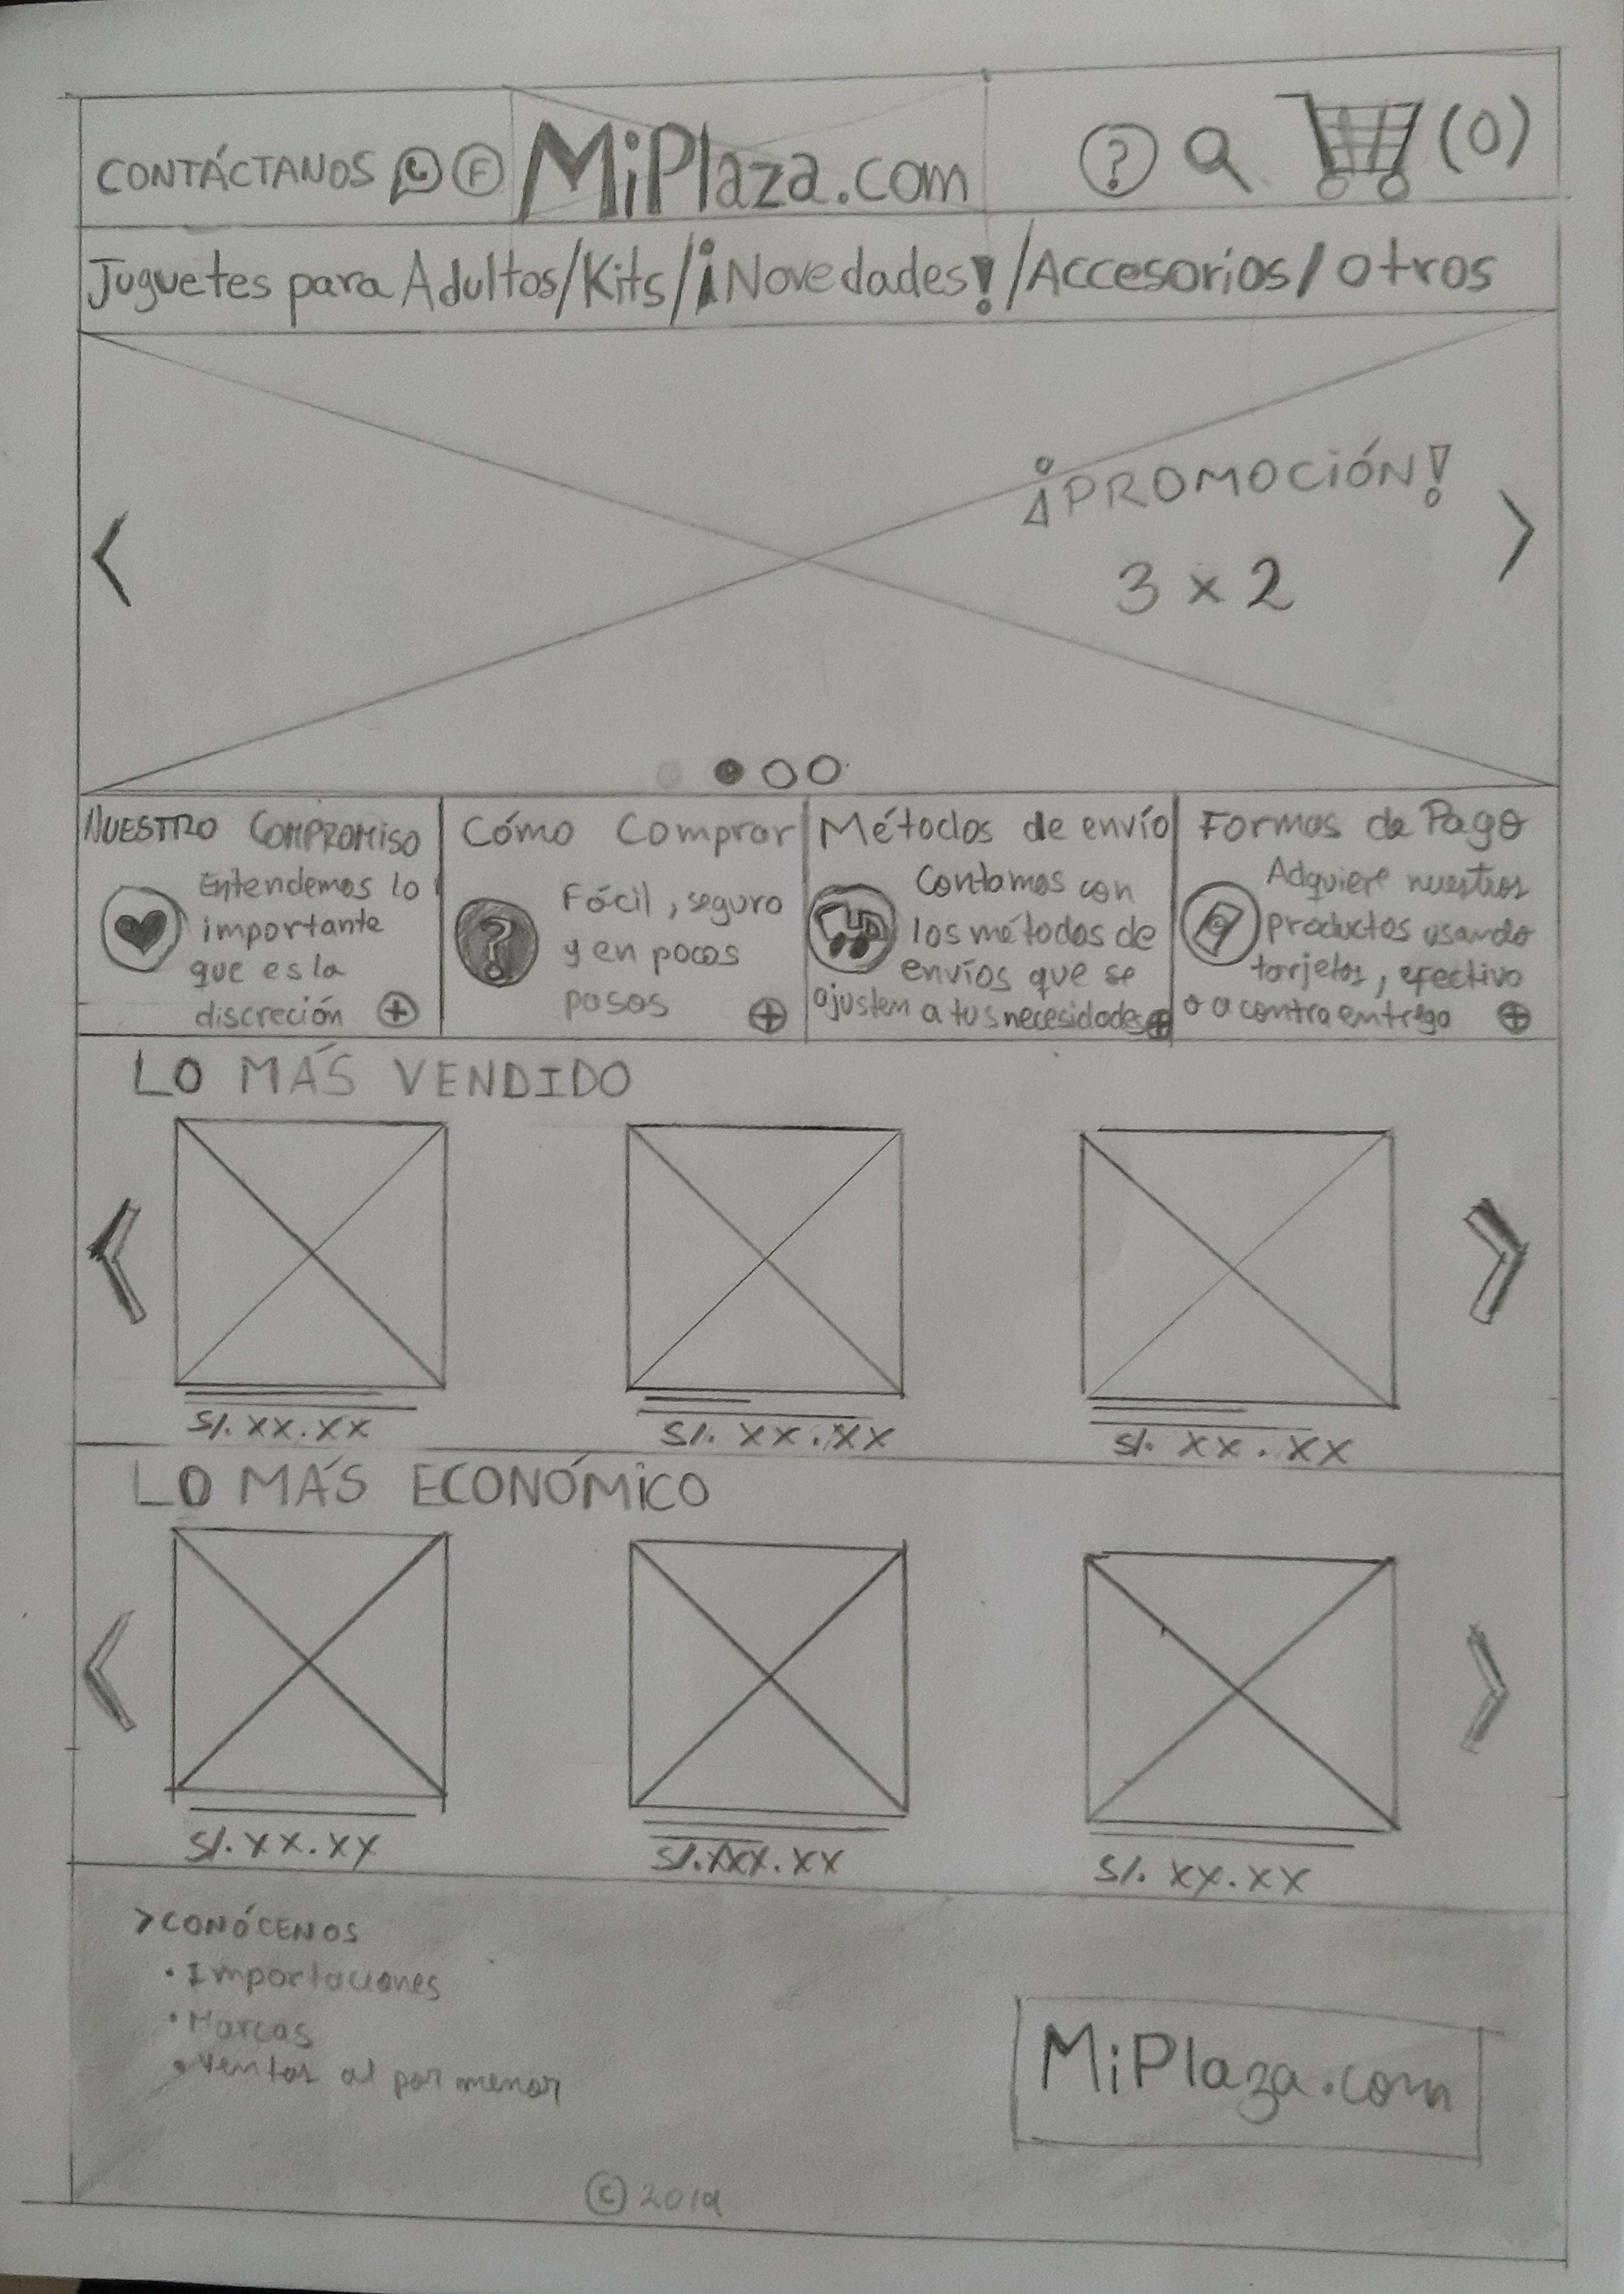 CONTÁCTANOS F MiPlaza.com ? (0)
Juguetes para Adultos/Kits/¡Novedades!/Accesorios/otros
¡PROMOCIÓN!
3 x 2
NUESTRO COMPROMISO
Entendemos lo
importante
que es la
discreción
Cómo Comprar
?
Fácil, seguro
y en pocos
pasos
Métodos de envío
Contamos con
los métodos de
envíos que se
ajusten a tus necesidades
Formas de Pago
Adquiere nuestros
productos usando
tarjetas, efectivo
o a contra entrega
LO MÁS VENDIDO
S/. XX.XX
S/. XX.XX
S/. XX.XX
LO MÁS ECONÓMICO
S/. XX.XX
S/. XX.XX
S/. XX.XX
>CONÓCENOS
• Importaciones
• Marcas
• Ventas al por menor
MiPlaza.com
© 2019